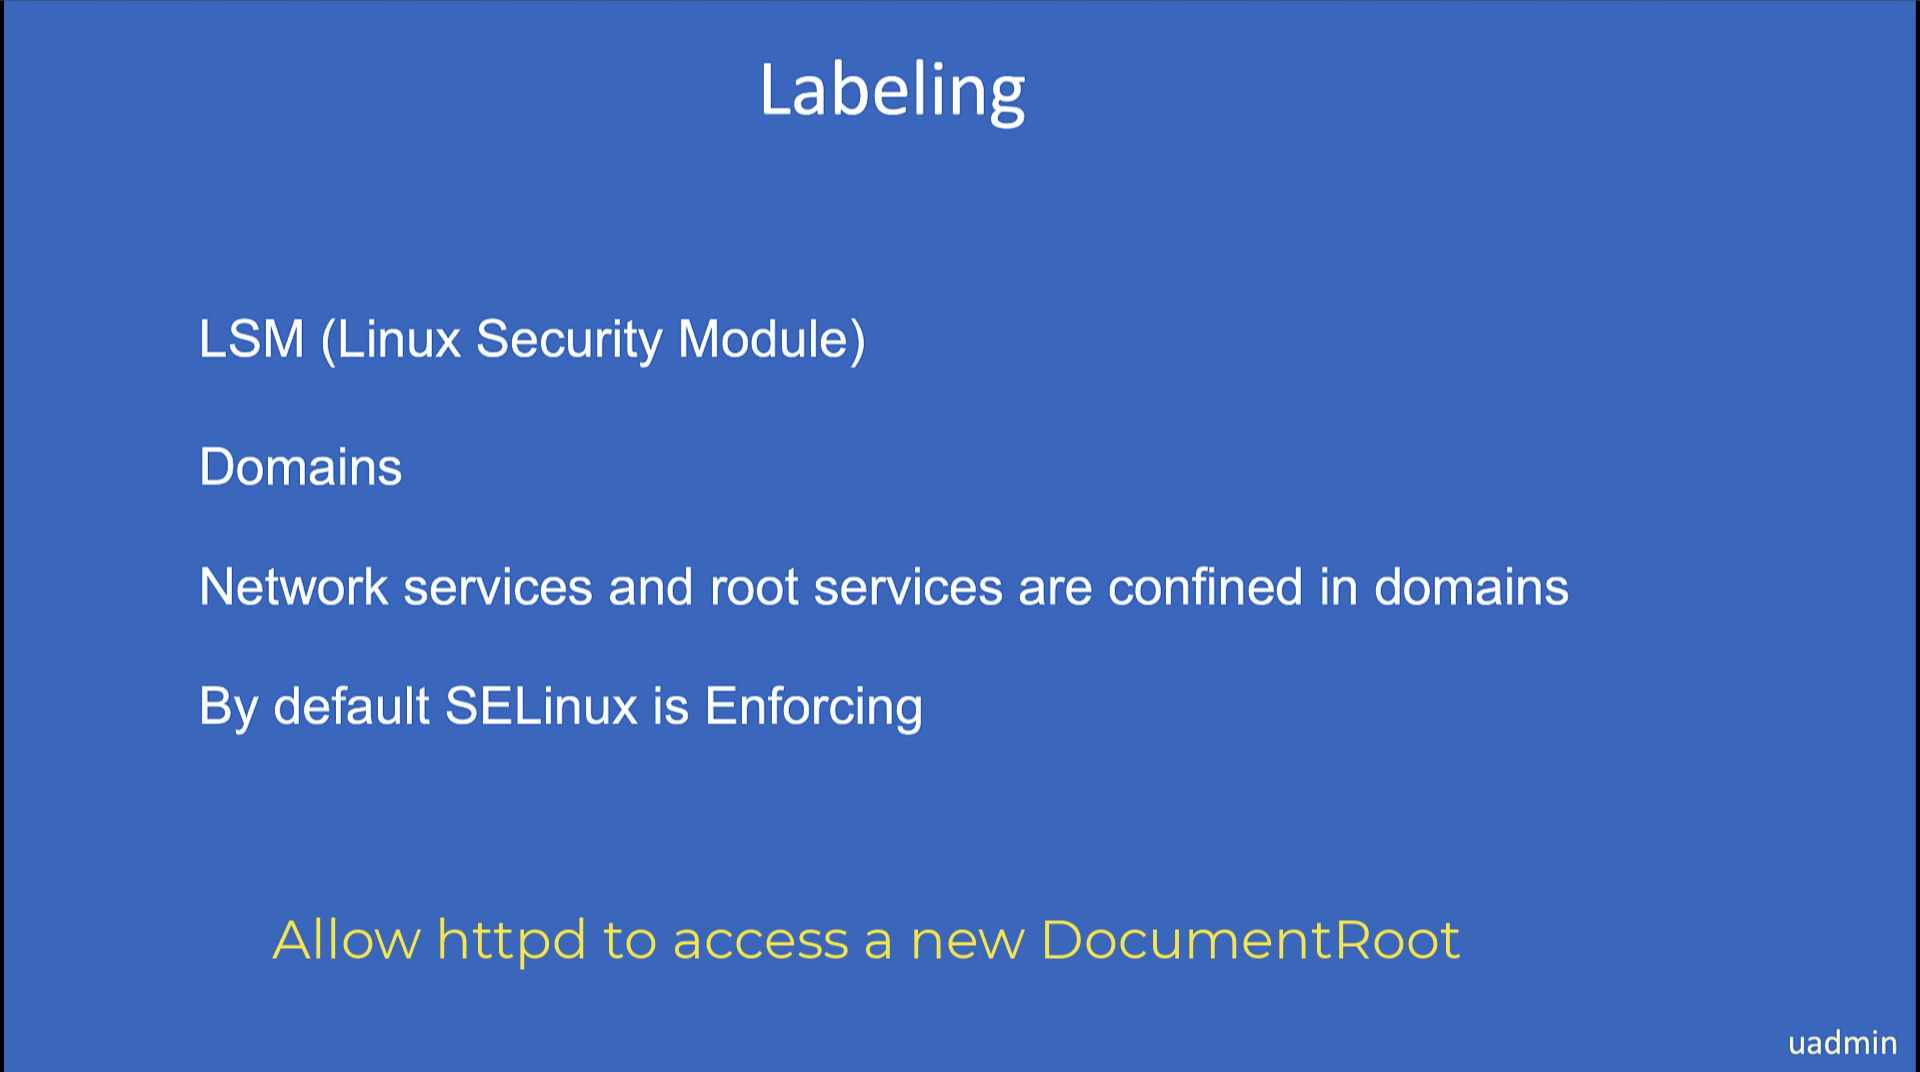 Labeling
LSM (Linux Security Module)
Domains
Network services and root services are confined in domains
By default SELinux is Enforcing
Allow httpd to access a new DocumentRoot
uadmin